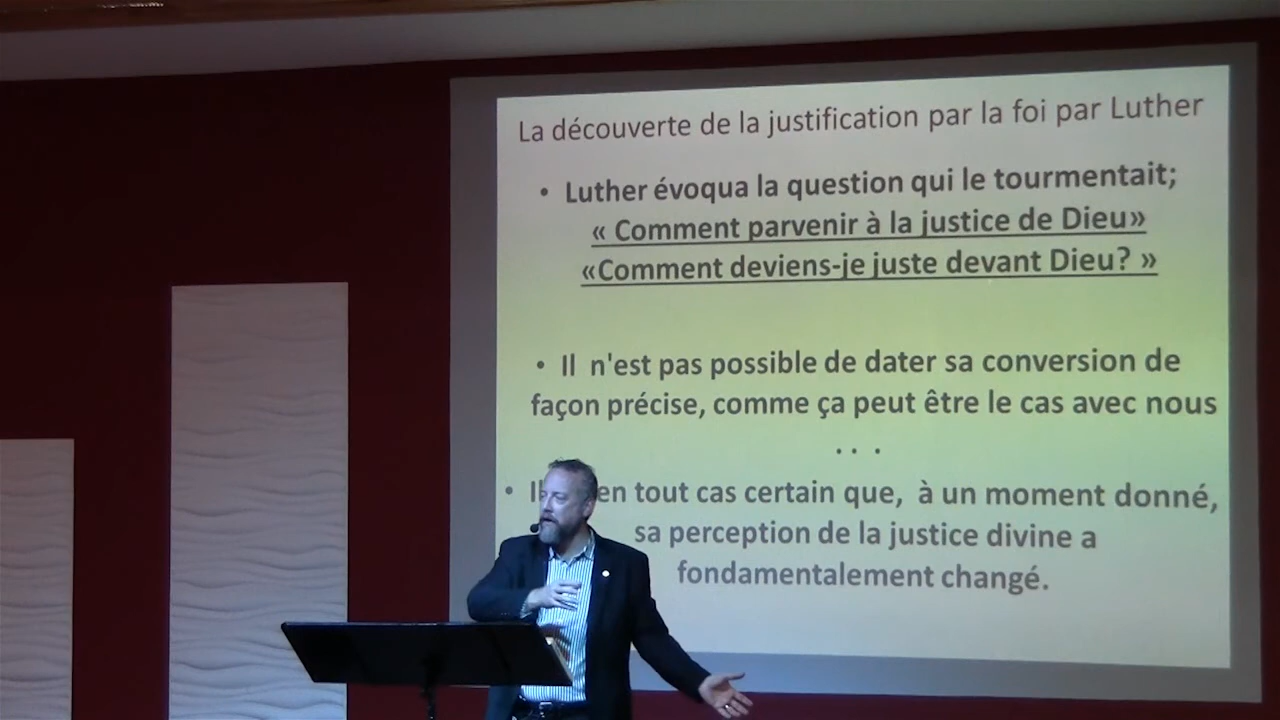 La découverte de la justification par la foi par Luther
• Luther évoqua la question qui le tourmentait;
« Comment parvenir à la justice de Dieu»
«Comment deviens-je juste devant Dieu? »
• Il n'est pas possible de dater sa conversion de
façon précise, comme ça peut être le cas avec nous
. . .
• en tout cas certain que, à un moment donné,
sa perception de la justice divine a
fondamentalement changé.